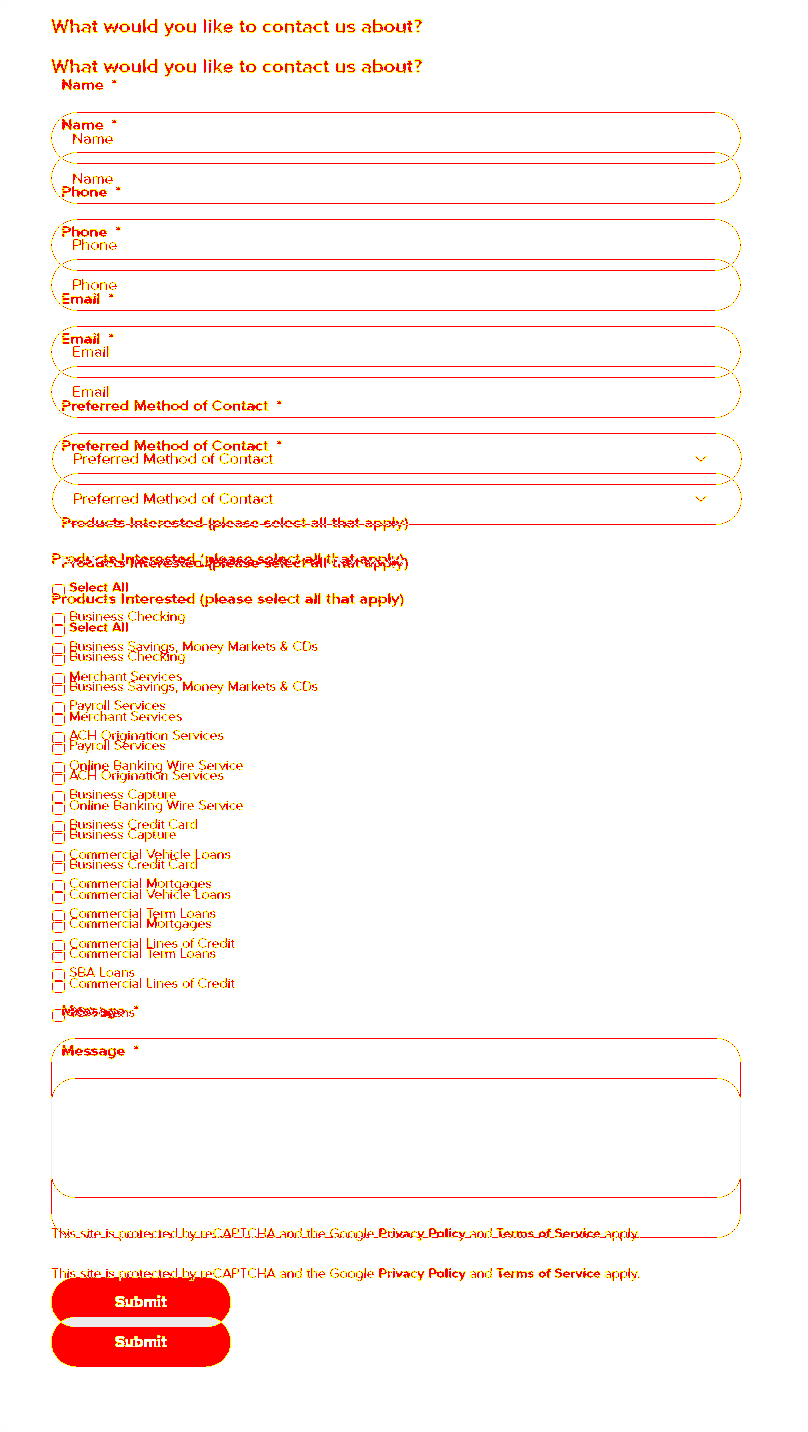 What would you like to contact us about?
What would you like to contact us about?
Name *
Name *
Name
Name
Phone *
Phone *
Phone
Phone
Email *
Email *
Email
Email
Preferred Method of Contact *
Preferred Method of Contact *
Preferred Method of Contact
Preferred Method of Contact
Products Interested (please select all that apply)
Products Interested (please select all that apply)
Products Interested (please select all that apply)
Select All
Products Interested (please select all that apply)
Business Checking
Select All
Business Savings, Money Markets & CDs
Business Checking
Merchant Services
Business Savings, Money Markets & CDs
Payroll Services
Merchant Services
ACH Origination Services
Payroll Services
Online Banking Wire Service
ACH Origination Services
Business Capture
Online Banking Wire Service
Business Credit Card
Business Capture
Commercial Vehicle Loans
Business Credit Card
Commercial Mortgages
Commercial Vehicle Loans
Commercial Term Loans
Commercial Mortgages
Commercial Lines of Credit
Commercial Term Loans
SBA Loans
Commercial Lines of Credit
Message *
Message *
This site is protected by reCAPTCHA and the Google Privacy Policy and Terms of Service apply.
This site is protected by reCAPTCHA and the Google Privacy Policy and Terms of Service apply.
Submit
Submit